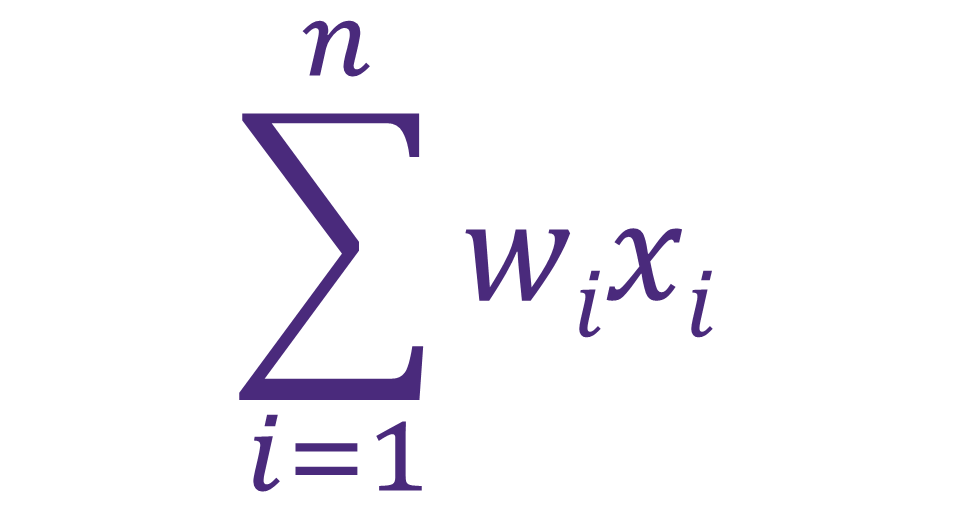 n
∑ wᵢxᵢ
i=1